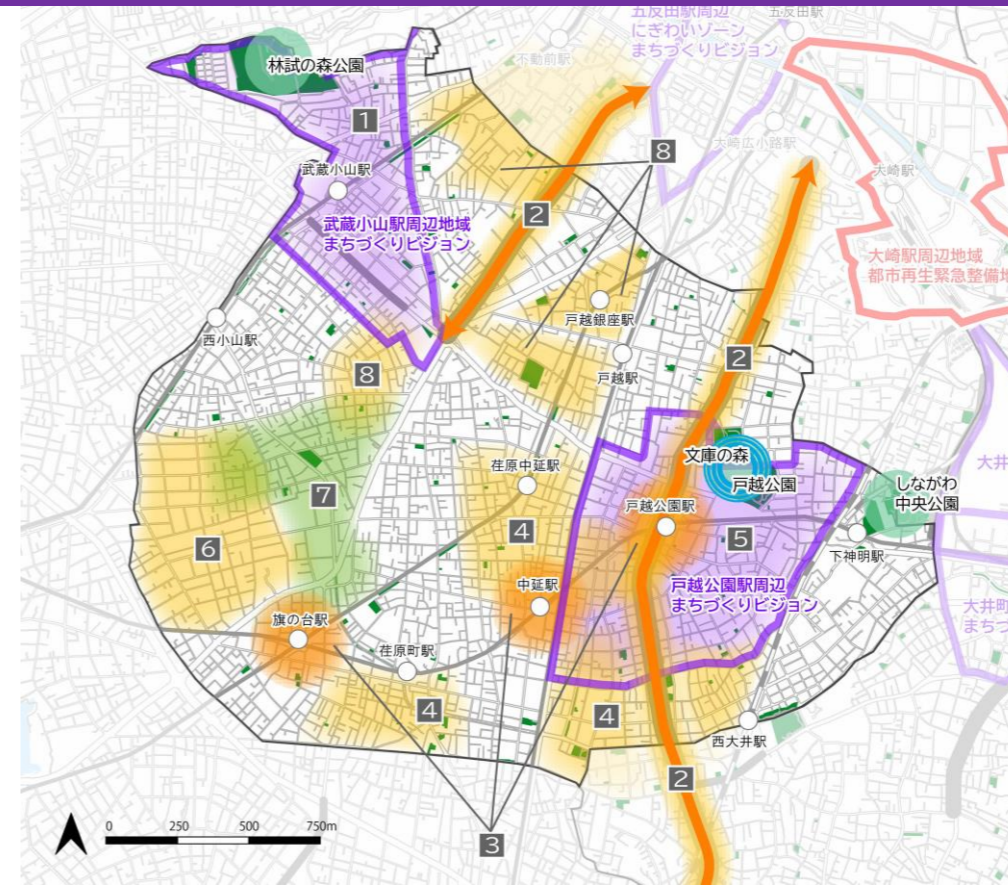 五反田駅周辺
にぎわいゾーン
まちづくりビジョン
五反田駅
不動前駅
林試の森公園
1
8
大崎広小路駅
武蔵小山駅
大崎駅
2
武蔵小山駅周辺地域
まちづくりビジョン
大崎駅周辺地域
都市再生緊急整備地
戸越銀座駅
西小山駅
戸越駅
2
8
文庫の森
戸越公園
荏原中延駅
大井
しながわ
中央公園
7
戸越公園駅
4
5
6
下神明駅
中延駅
戸越公園駅周辺
まちづくりビジョン
大井町
まちづ
旗の台駅
荏原町駅
4
4
西大井駅
2
3
0 250 500 750m